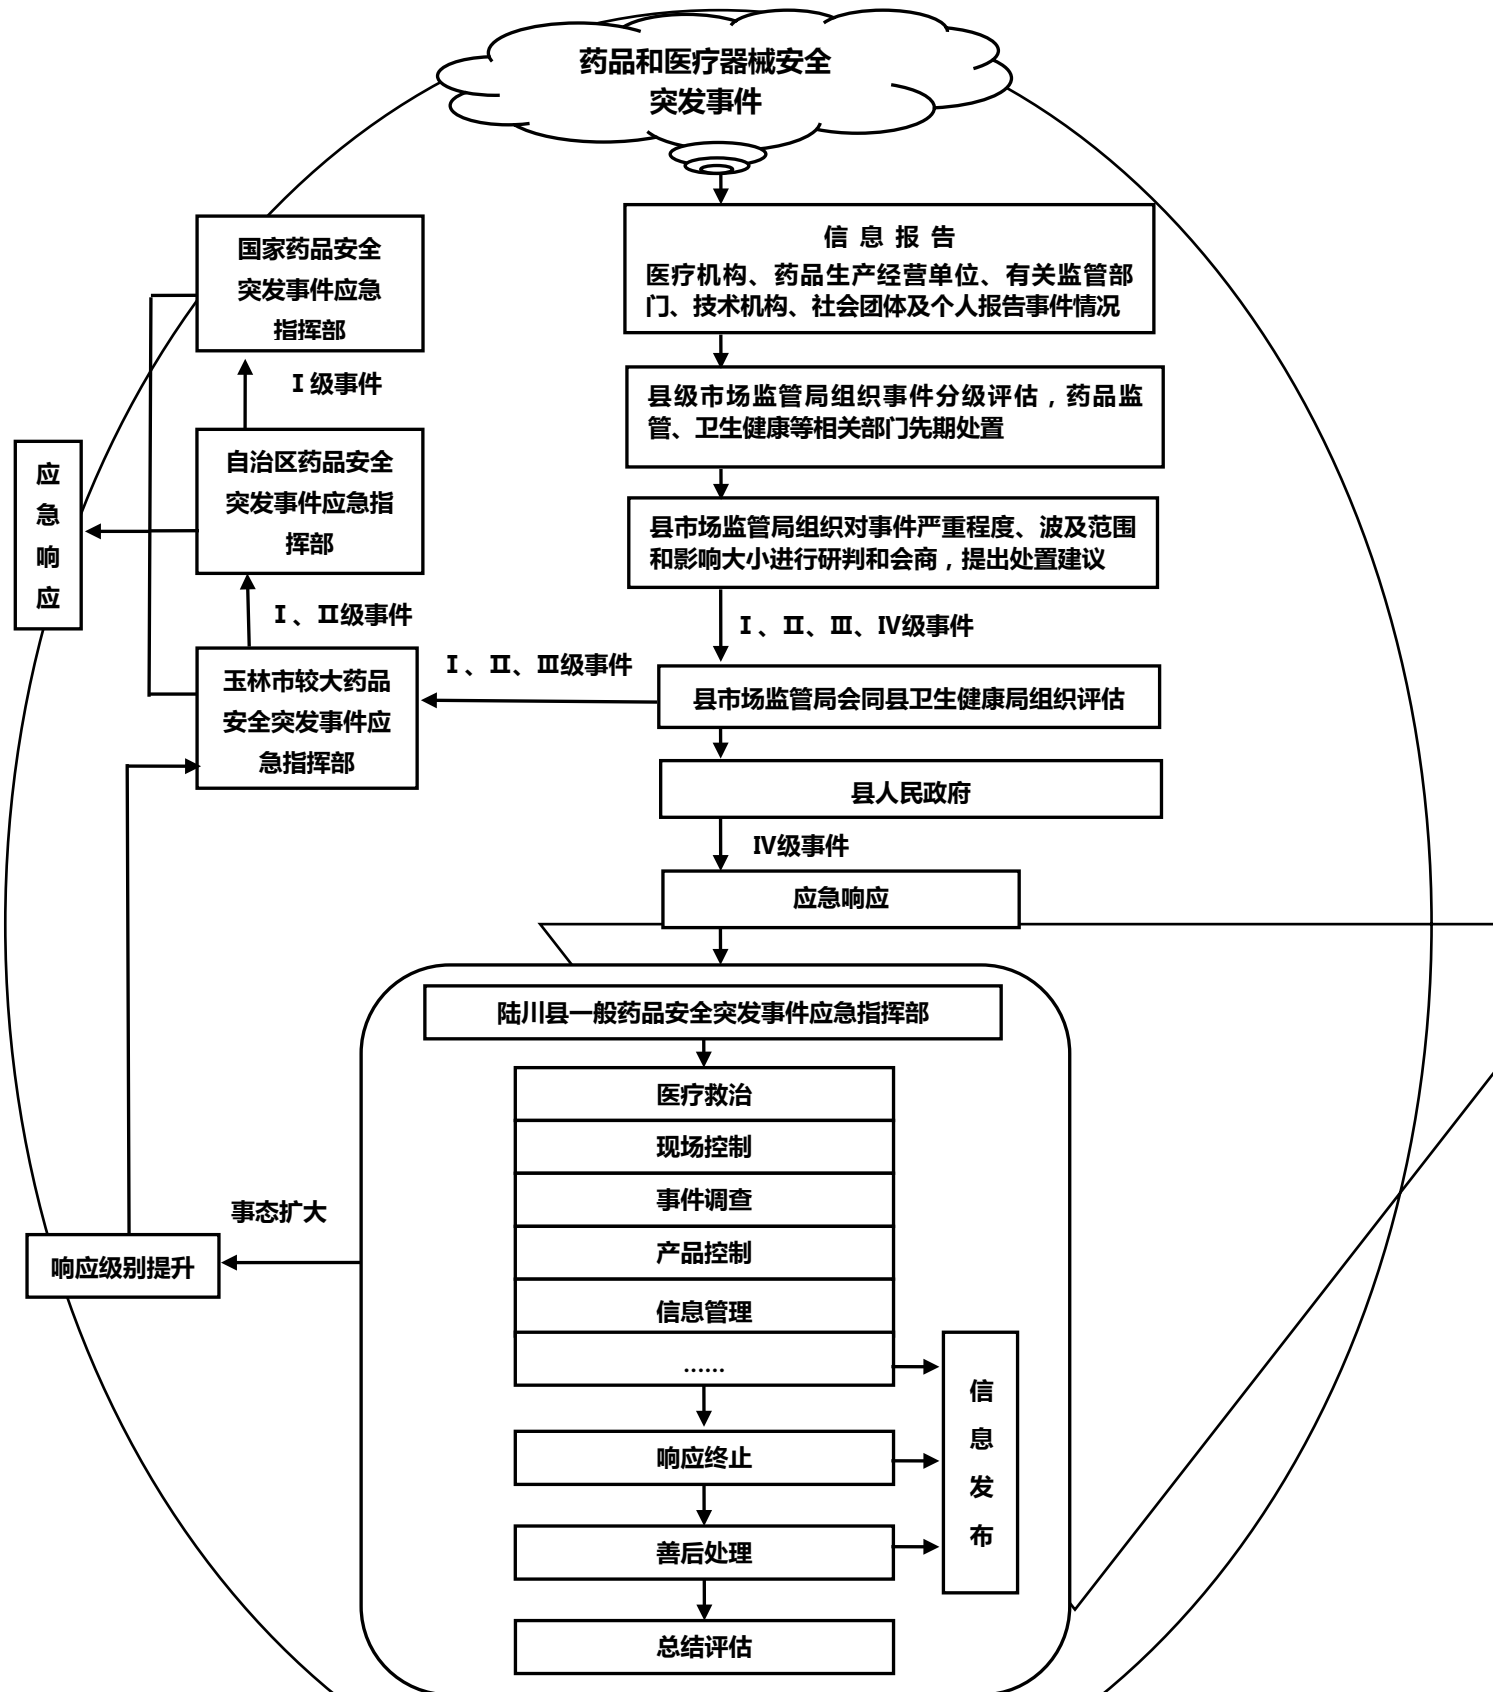 药品和医疗器械安全
突发事件
信 息 报 告
医疗机构、药品生产经营单位、有关监管部
门、技术机构、社会团体及个人报告事件情况
县级市场监管局组织事件分级评估，药品监
管、卫生健康等相关部门先期处置
县市场监管局组织对事件严重程度、波及范围
和影响大小进行研判和会商，提出处置建议
Ⅰ、Ⅱ、Ⅲ、Ⅳ级事件
县市场监管局会同县卫生健康局组织评估
Ⅰ、Ⅱ、Ⅲ级事件
玉林市较大药品
安全突发事件应
急指挥部
Ⅰ、Ⅱ级事件
自治区药品安全
突发事件应急指
挥部
Ⅰ级事件
国家药品安全
突发事件应急
指挥部
应
急
响
应
县人民政府
Ⅳ级事件
应急响应
陆川县一般药品安全突发事件应急指挥部
医疗救治
现场控制
事件调查
产品控制
信息管理
……
响应终止
善后处理
总结评估
信
息
发
布
事态扩大
响应级别提升